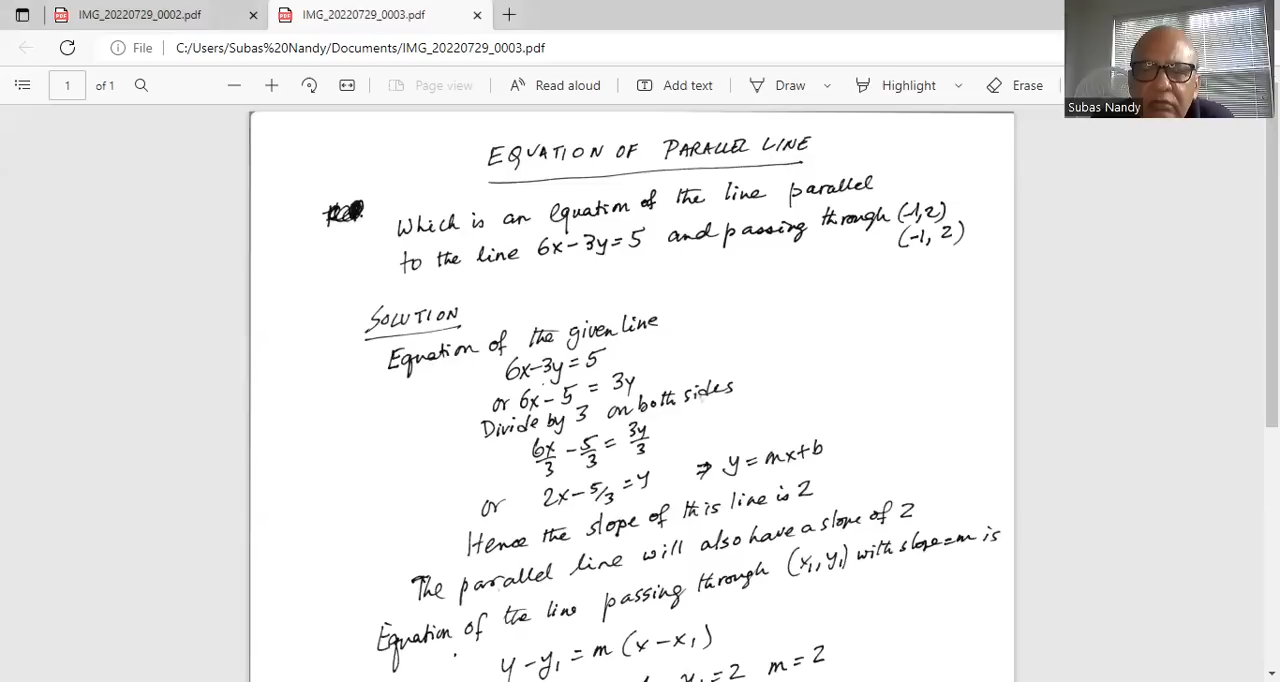 IMG_20220729_0002.pdf
IMG_20220729_0003.pdf
File
C:/Users/Subas%20Nandy/Documents/IMG_20220729_0003.pdf
1 of 1
Page view
Read aloud
Add text
Draw
Highlight
Erase
Subas Nandy
EQUATION OF PARALLEL LINE
Which is an equation of the line parallel
to the line 6x-3y=5 and passing through (-1,2)
(-1, 2)
SOLUTION
Equation of the given line
6x-3y=5
or 6x-5 = 3y
Divide by 3 on both sides
6x/3 - 5/3 = 3y/3
or 2x-5/3=y ⇒ y=mx+b
Hence the slope of this line is 2
The parallel line will also have a slope of 2
Equation of the line passing through (x₁,y₁) with slope=m is
y-y₁=m(x-x₁)
y₁=2 m=2